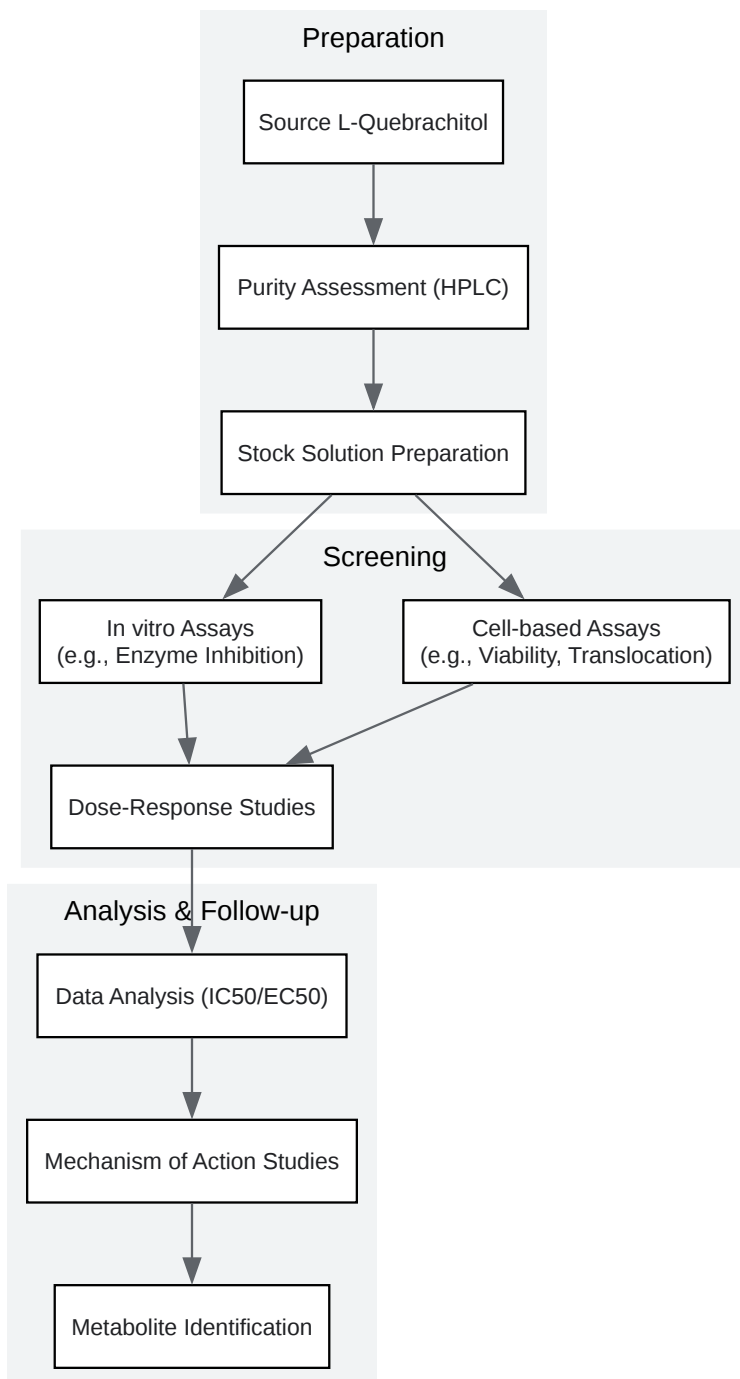 Preparation
Source L-Quebrachitol
Purity Assessment (HPLC)
Stock Solution Preparation
Screening
In vitro Assays
(e.g., Enzyme Inhibition)
Cell-based Assays
(e.g., Viability, Translocation)
Dose-Response Studies
Analysis & Follow-up
Data Analysis (IC50/EC50)
Mechanism of Action Studies
Metabolite Identification